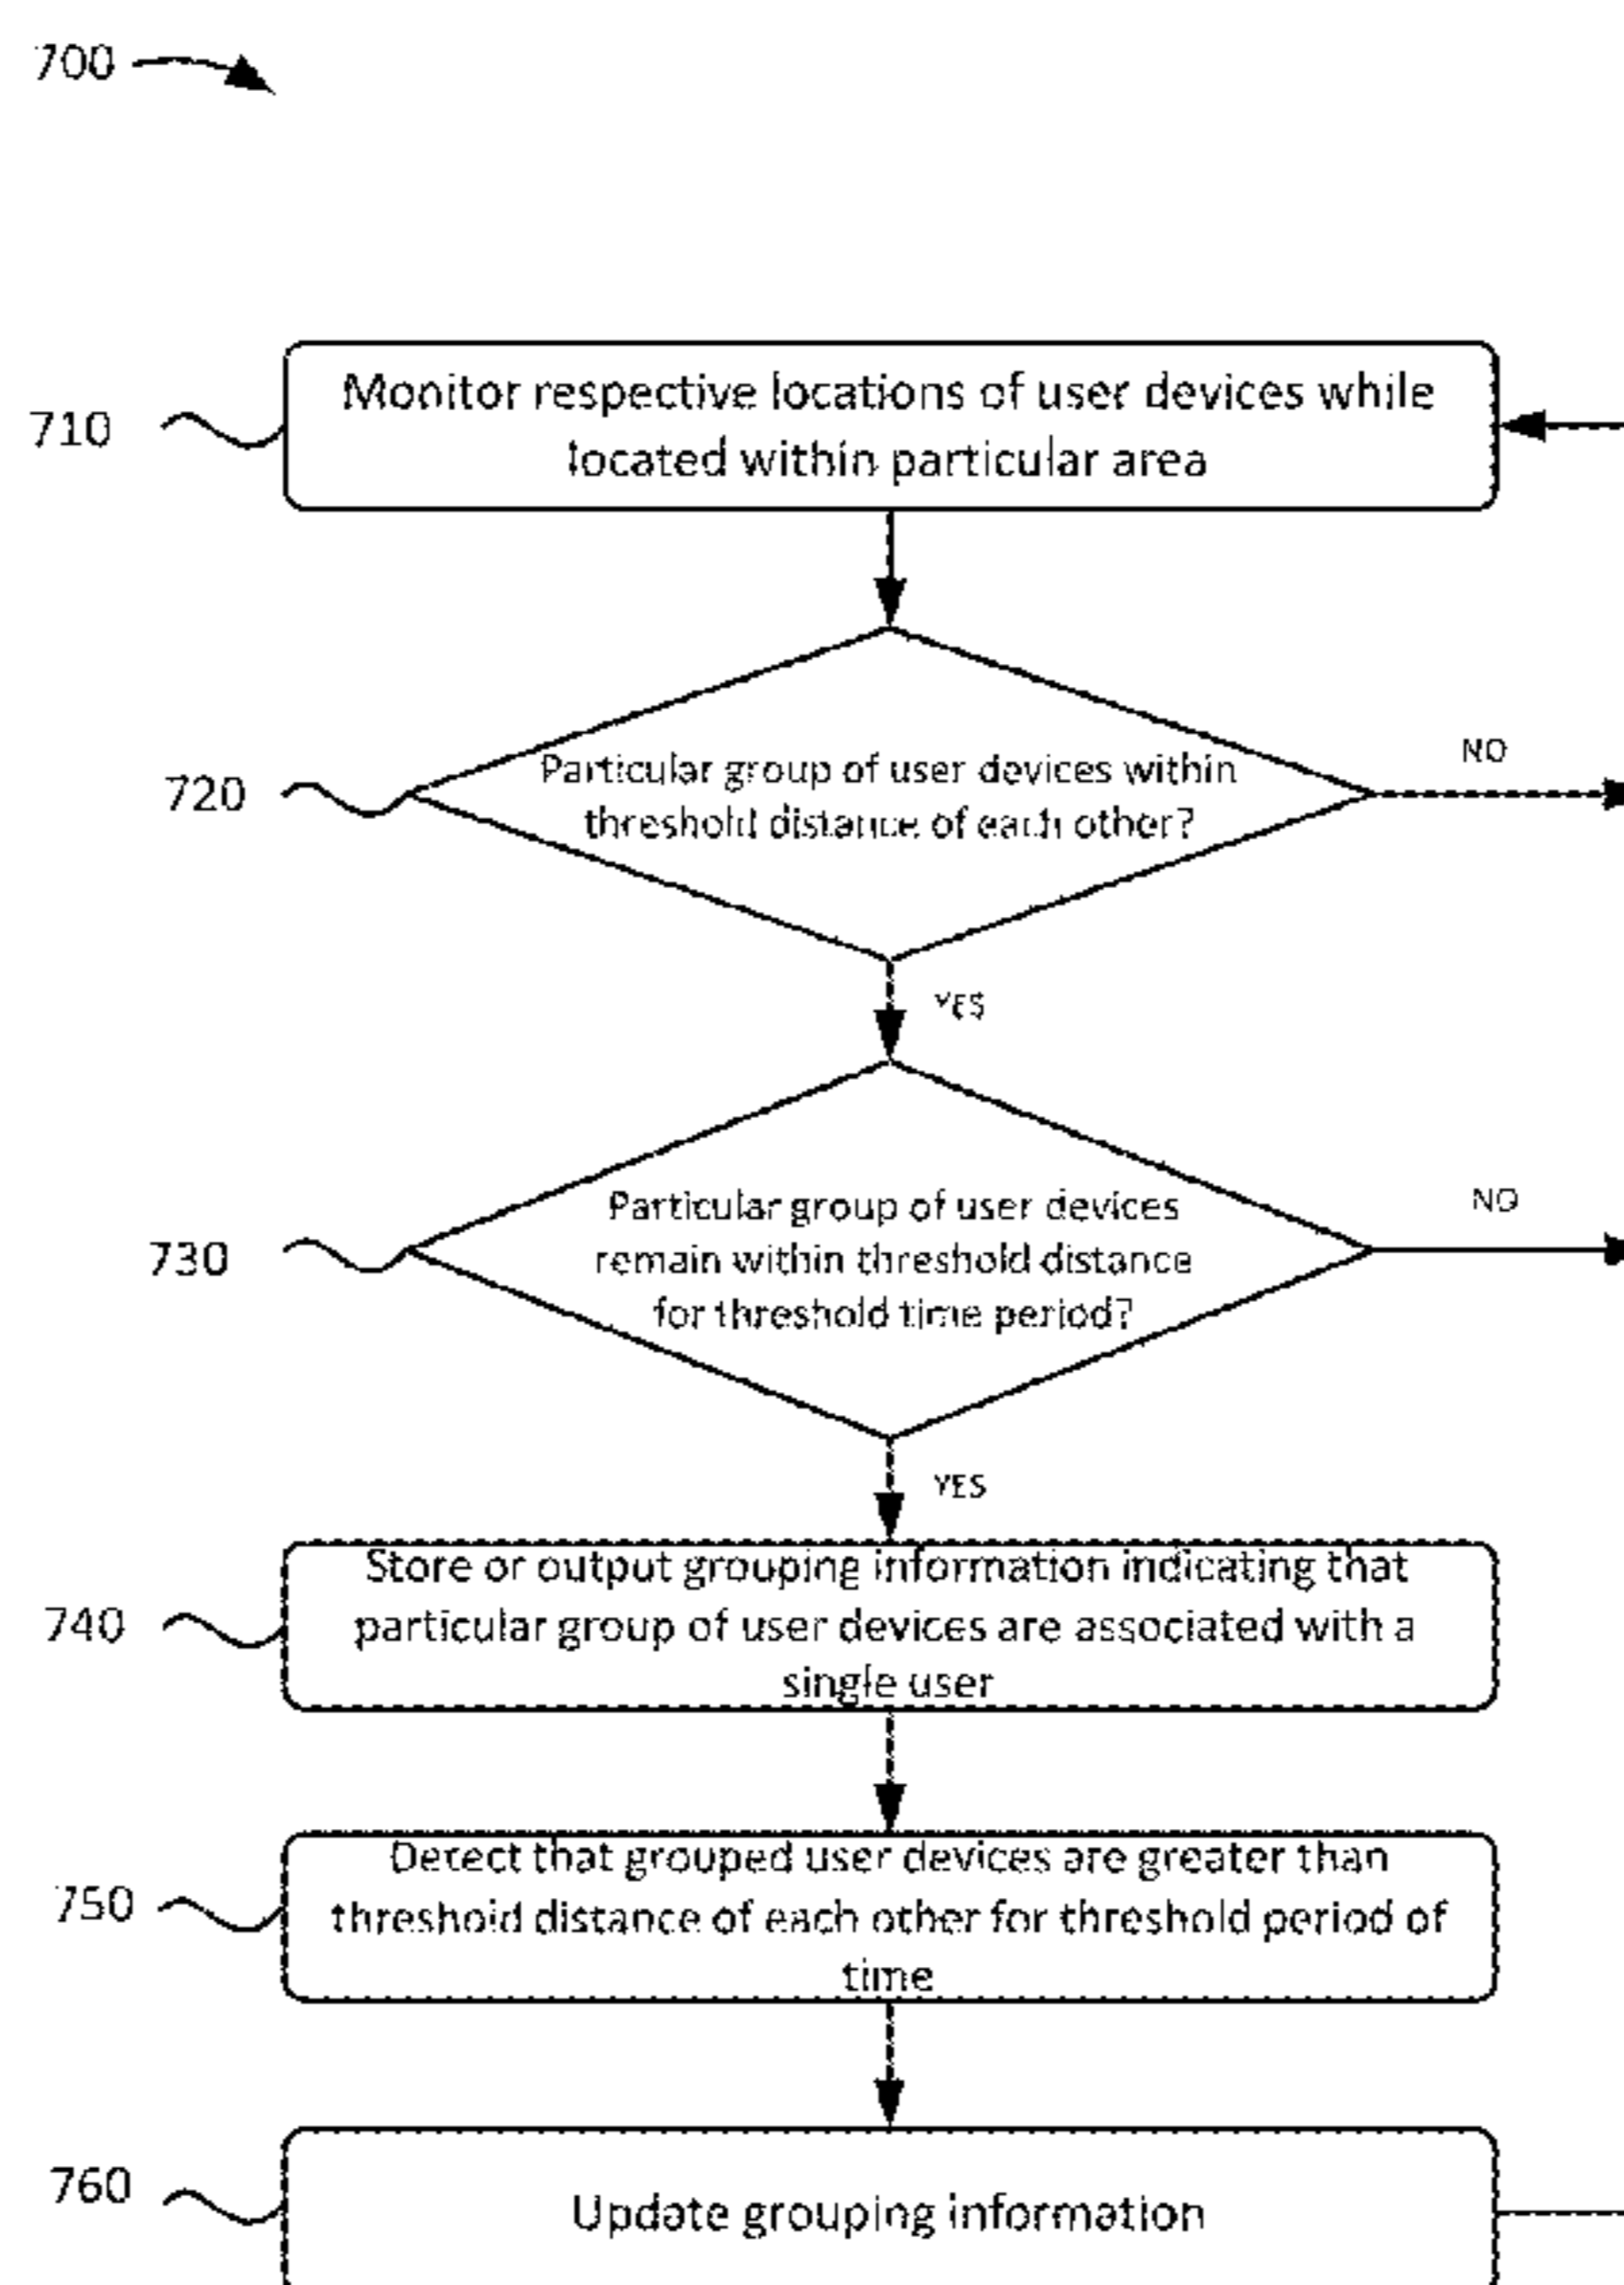 700
710
Monitor respective locations of user devices while
located within particular area
720
Particular group of user devices within
threshold distance of each other?
NO
YES
730
Particular group of user devices
remain within threshold distance
for threshold time period?
NO
YES
740
Store or output grouping information indicating that
particular group of user devices are associated with a
single user
750
Detect that grouped user devices are greater than
threshold distance of each other for threshold period of
time
760
Update grouping information